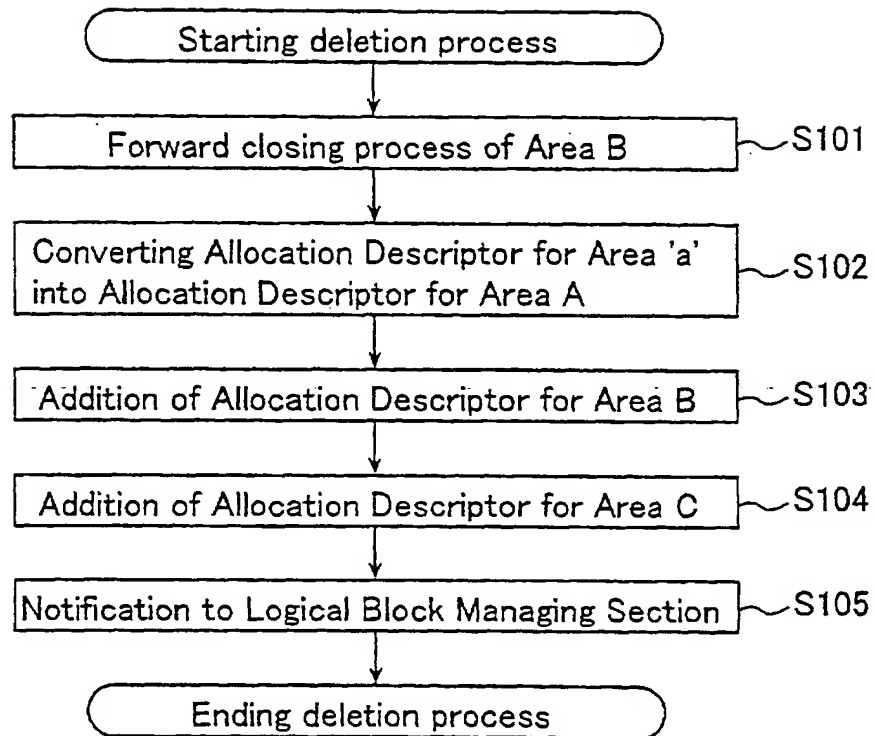 Starting deletion process
Forward closing process of Area B
S101
Converting Allocation Descriptor for Area 'a'
into Allocation Descriptor for Area A
S102
Addition of Allocation Descriptor for Area B
S103
Addition of Allocation Descriptor for Area C
S104
Notification to Logical Block Managing Section
S105
Ending deletion process